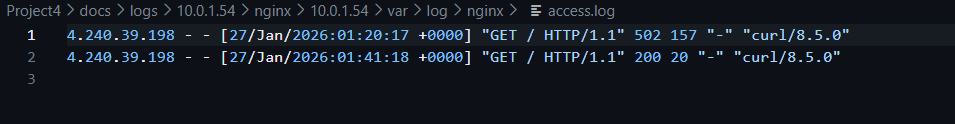 Project4 > docs > logs > 10.0.1.54 > nginx > 10.0.1.54 > var > log > nginx > access.log
1 4.240.39.198 - - [27/Jan/2026:01:20:17 +0000] "GET / HTTP/1.1" 502 157 "-" "curl/8.5.0"
2 4.240.39.198 - - [27/Jan/2026:01:41:18 +0000] "GET / HTTP/1.1" 200 20 "-" "curl/8.5.0"
3